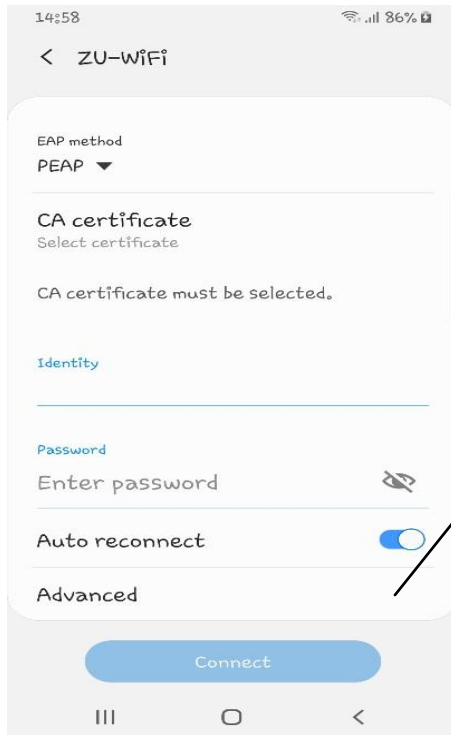 14:58 86%
ZU-WiFi
EAP method
PEAP
CA certificate
Select certificate
CA certificate must be selected.
Identity
Password
Enter password
Auto reconnect
Advanced
Connect